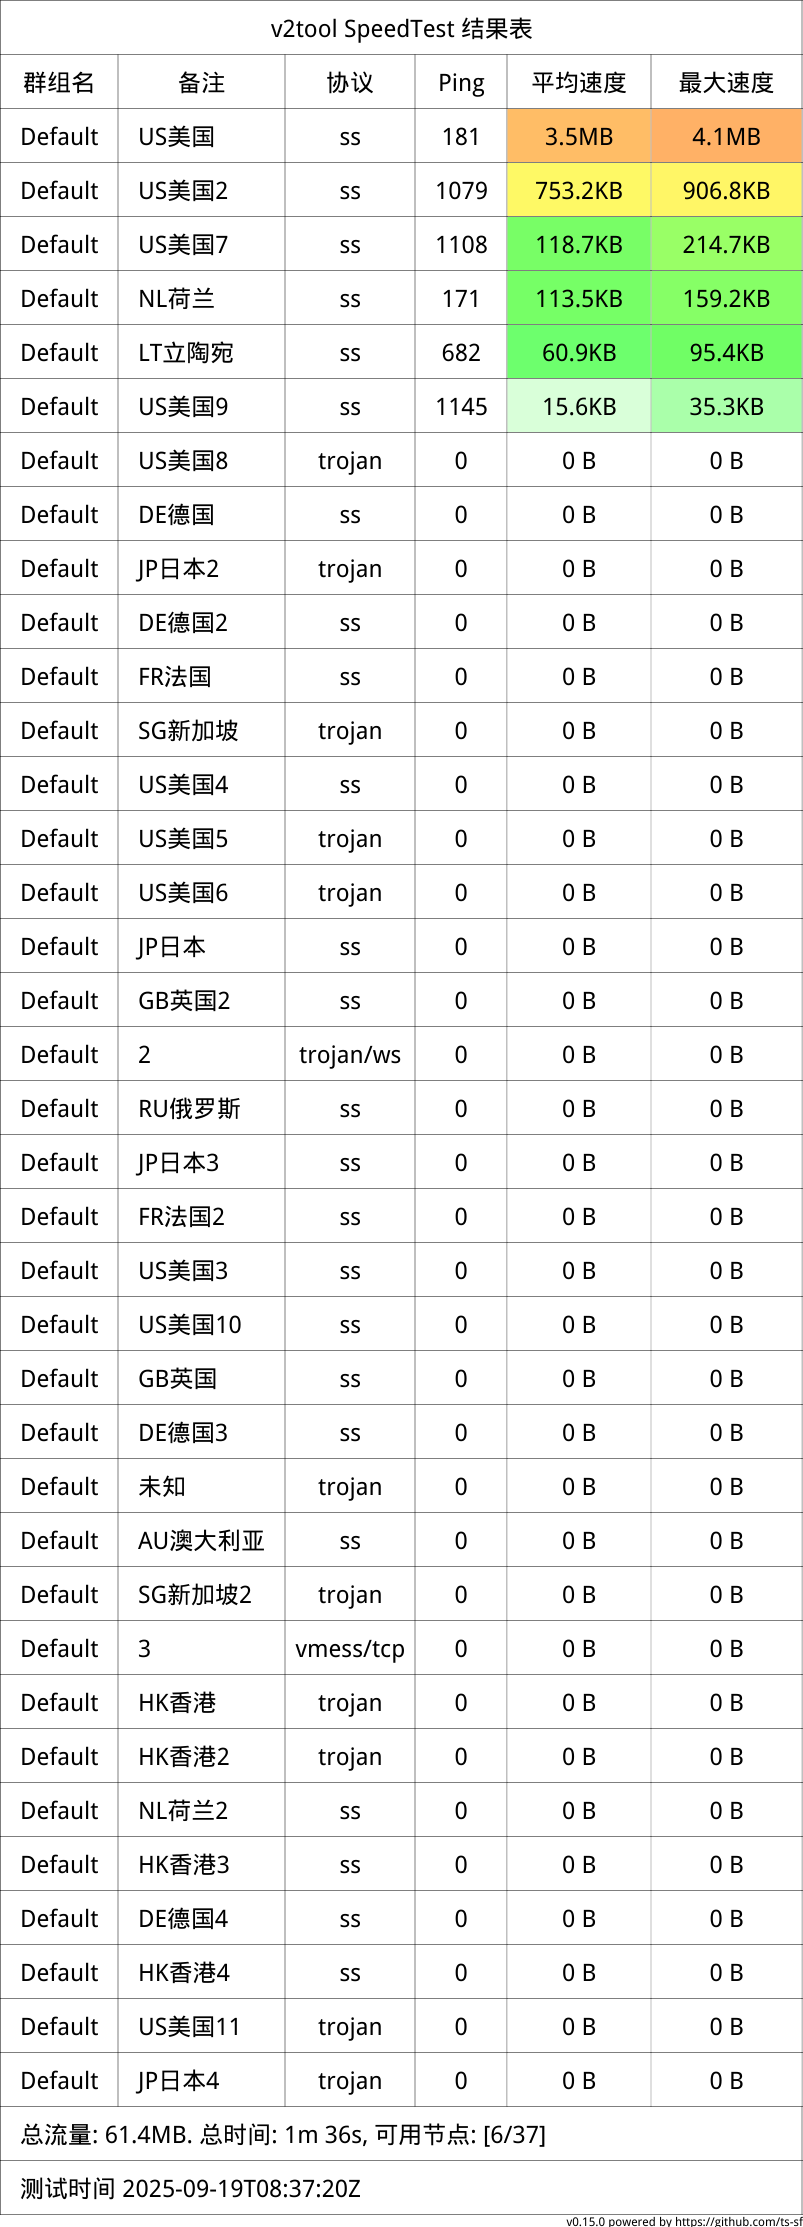 v2tool SpeedTest 结果表
群组名 备注 协议 Ping 平均速度 最大速度
Default US美国 ss 181 3.5MB 4.1MB
Default US美国2 ss 1079 753.2KB 906.8KB
Default US美国7 ss 1108 118.7KB 214.7KB
Default NL荷兰 ss 171 113.5KB 159.2KB
Default LT立陶宛 ss 682 60.9KB 95.4KB
Default US美国9 ss 1145 15.6KB 35.3KB
Default US美国8 trojan 0 0 B 0 B
Default DE德国 ss 0 0 B 0 B
Default JP日本2 trojan 0 0 B 0 B
Default DE德国2 ss 0 0 B 0 B
Default FR法国 ss 0 0 B 0 B
Default SG新加坡 trojan 0 0 B 0 B
Default US美国4 ss 0 0 B 0 B
Default US美国5 trojan 0 0 B 0 B
Default US美国6 trojan 0 0 B 0 B
Default JP日本 ss 0 0 B 0 B
Default GB英国2 ss 0 0 B 0 B
Default 2 trojan/ws 0 0 B 0 B
Default RU俄罗斯 ss 0 0 B 0 B
Default JP日本3 ss 0 0 B 0 B
Default FR法国2 ss 0 0 B 0 B
Default US美国3 ss 0 0 B 0 B
Default US美国10 ss 0 0 B 0 B
Default GB英国 ss 0 0 B 0 B
Default DE德国3 ss 0 0 B 0 B
Default 未知 trojan 0 0 B 0 B
Default AU澳大利亚 ss 0 0 B 0 B
Default SG新加坡2 trojan 0 0 B 0 B
Default 3 vmess/tcp 0 0 B 0 B
Default HK香港 trojan 0 0 B 0 B
Default HK香港2 trojan 0 0 B 0 B
Default NL荷兰2 ss 0 0 B 0 B
Default HK香港3 ss 0 0 B 0 B
Default DE德国4 ss 0 0 B 0 B
Default HK香港4 ss 0 0 B 0 B
Default US美国11 trojan 0 0 B 0 B
Default JP日本4 trojan 0 0 B 0 B
总流量: 61.4MB. 总时间: 1m 36s, 可用节点: [6/37]
测试时间 2025-09-19T08:37:20Z
v0.15.0 powered by https://github.com/ts-sf